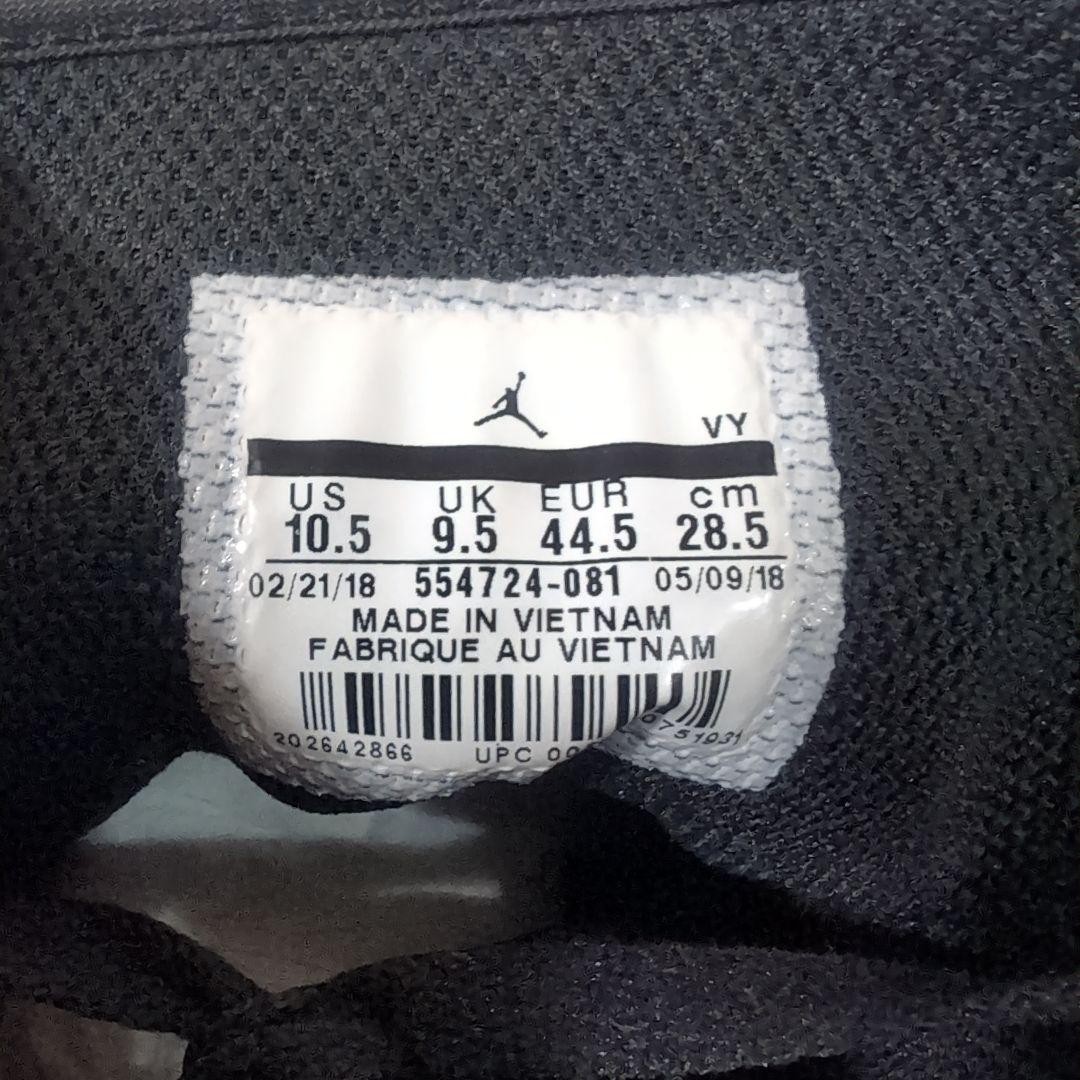 VY
US UK EUR cm
10.5 9.5 44.5 28.5
02/21/18 554724-081 05/09/18
MADE IN VIETNAM
FABRIQUE AU VIETNAM
202642866 UPC